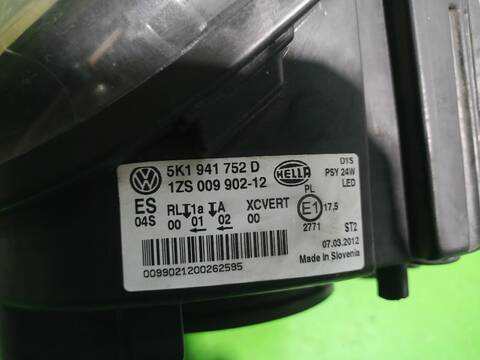 5K1 941 752 D
1ZS 009 902-12
HELLA
D1S
PSY 24W
LED
PL
ES
04S
RL 1a A XCVERT
00 01 02 00
E1 17,5
2771
ST2
07.03.2012
Made in Slovenia
0099021200262595